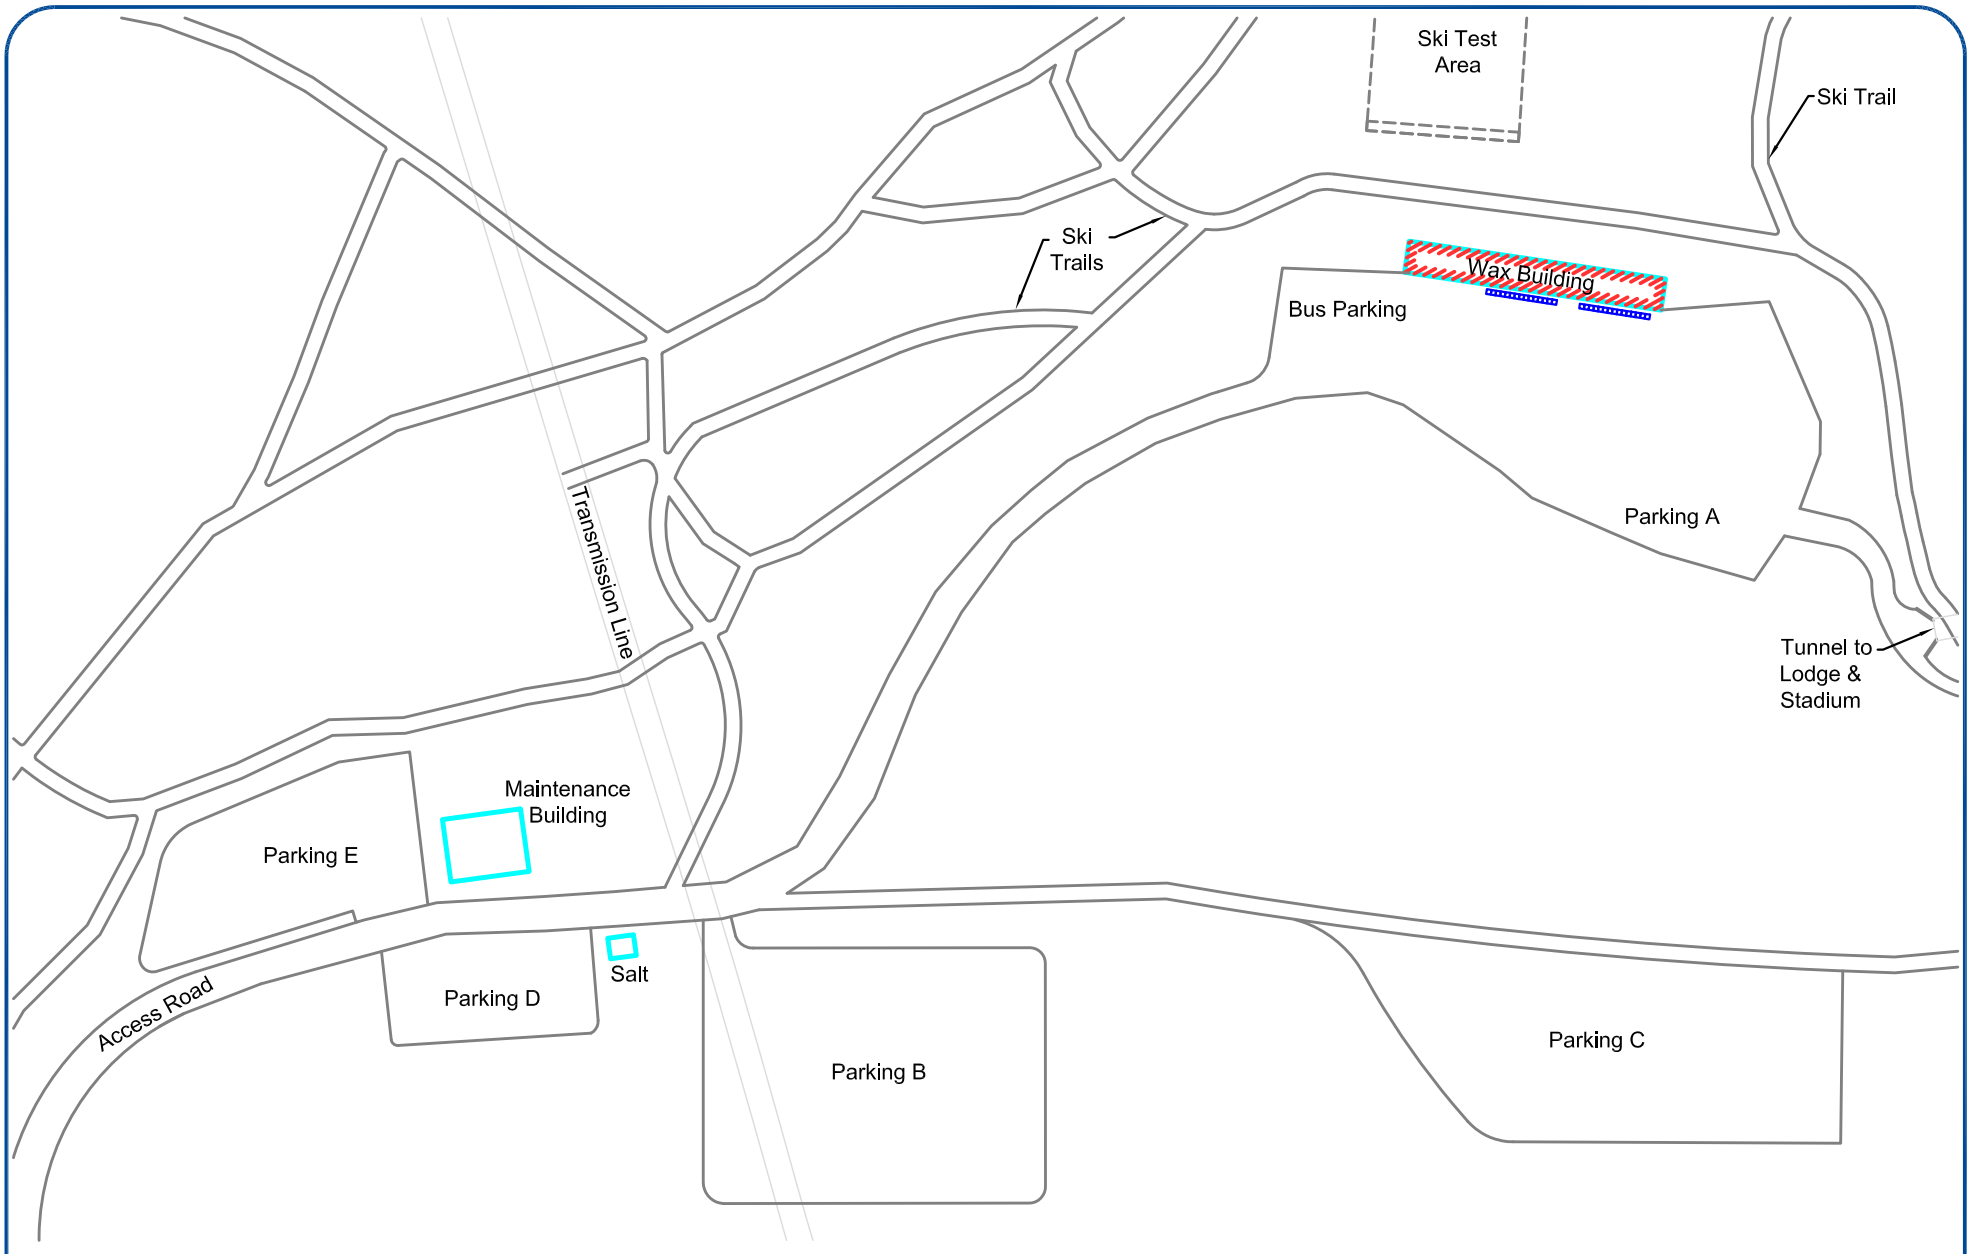 Ski Test
Area
Ski Trail
Ski
Trails
Wax Building
Bus Parking
Parking A
Transmission Line
Tunnel to
Lodge &
Stadium
Maintenance
Building
Parking E
Salt
Parking D
Access Road
Parking B
Parking C